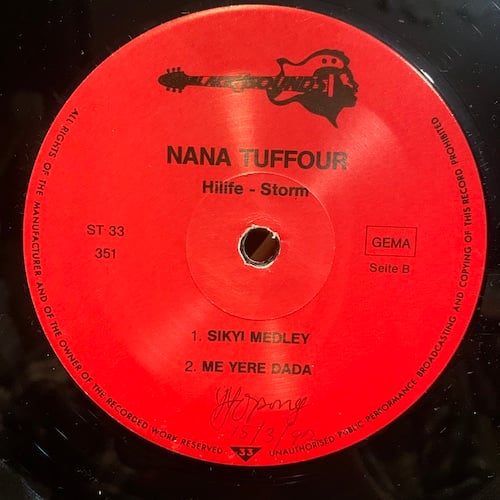 BLACK SOUNDS
NANA TUFFOUR
Hilife - Storm
ST 33
351
GEMA
Seite B
1. SIKYI MEDLEY
2. ME YERE DADA
33
ALL RIGHTS OF THE MANUFACTURER AND OF THE OWNER OF THE RECORDED WORK RESERVED
UNAUTHORISED PUBLIC PERFORMANCE BROADCASTING AND COPYING OF THIS RECORD PROHIBITED